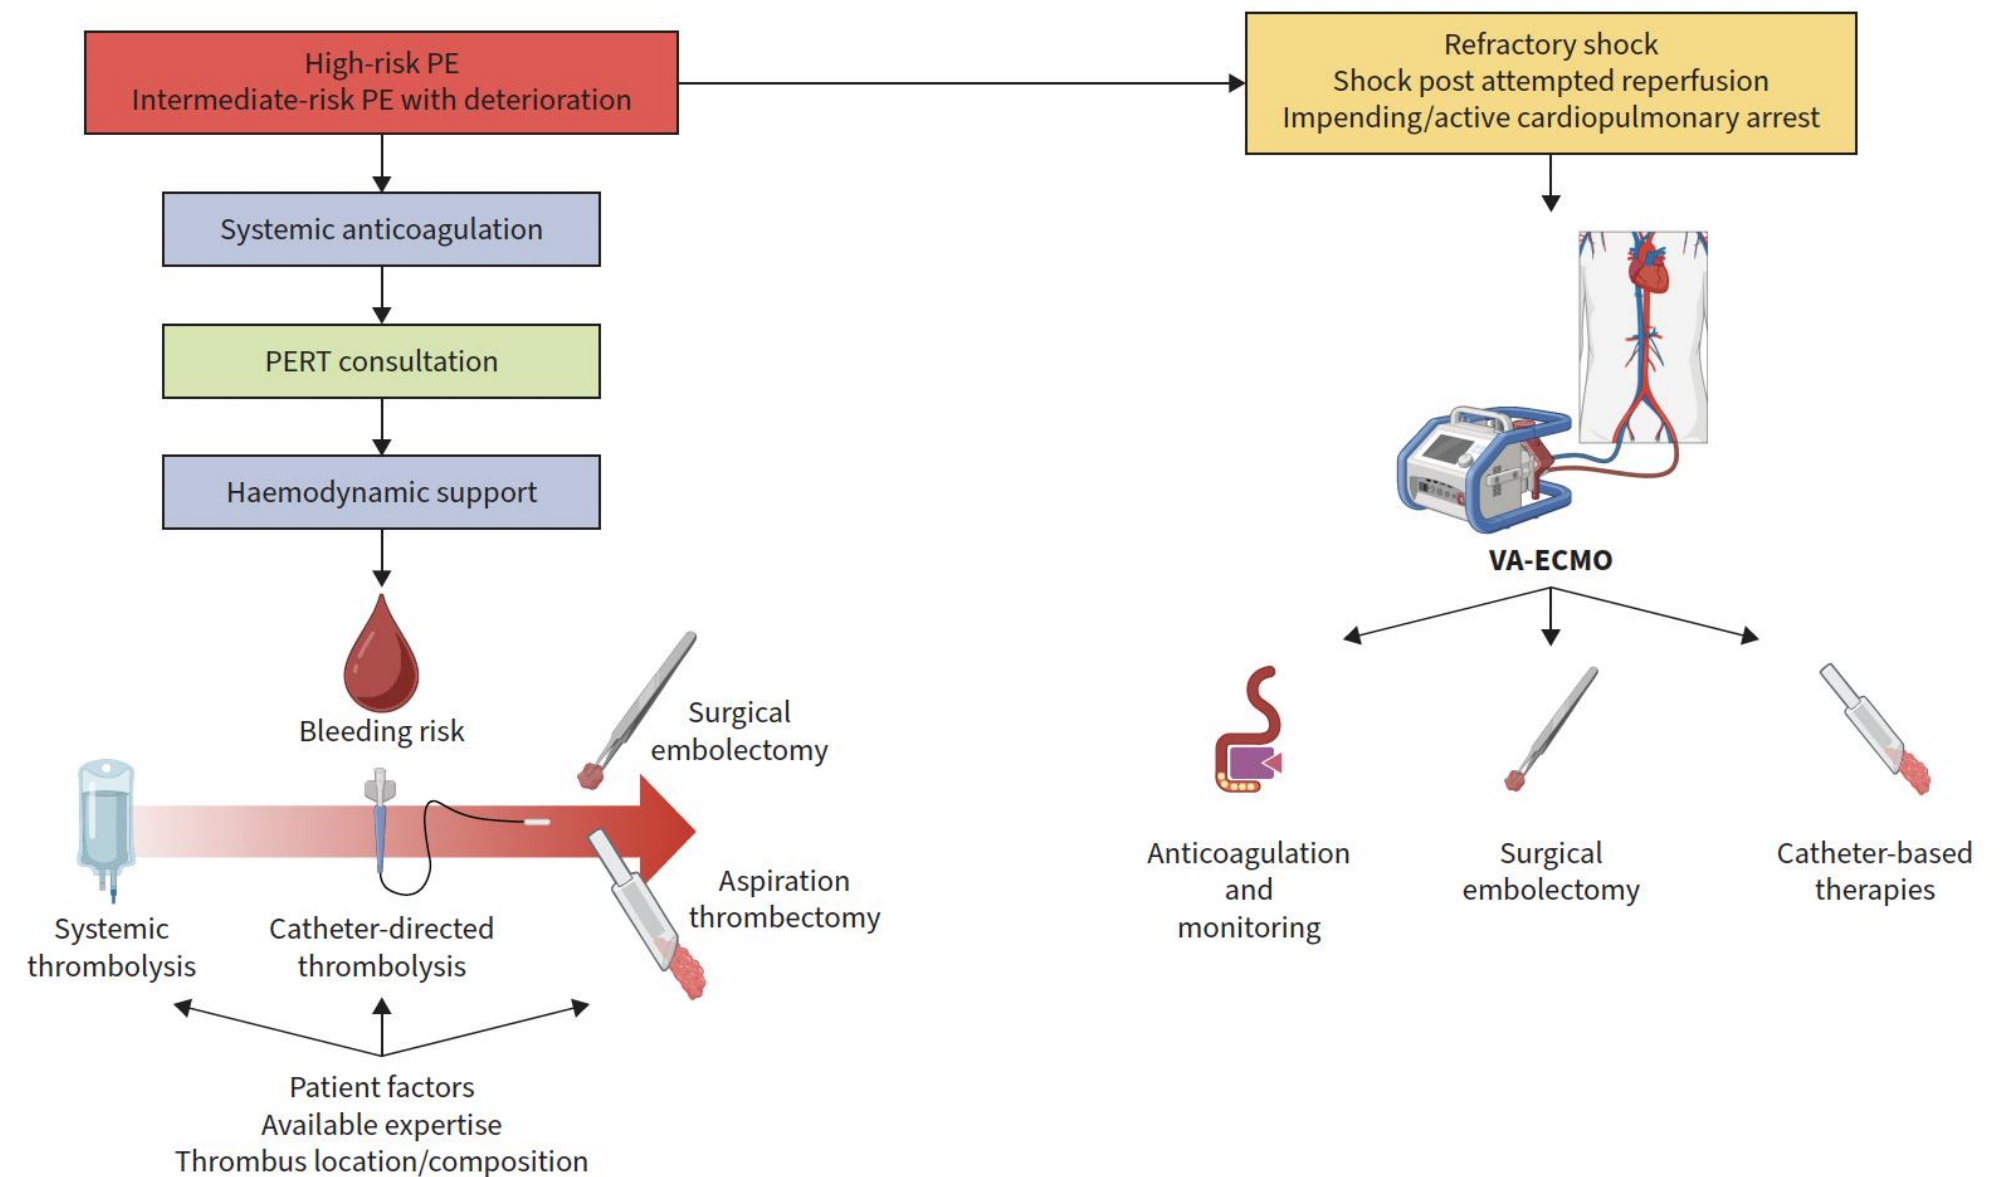 High-risk PE
Intermediate-risk PE with deterioration
Refractory shock
Shock post attempted reperfusion
Impending/active cardiopulmonary arrest
Systemic anticoagulation
PERT consultation
Haemodynamic support
VA-ECMO
Bleeding risk
Surgical
embolectomy
Aspiration
thrombectomy
Systemic
thrombolysis
Catheter-directed
thrombolysis
Patient factors
Available expertise
Thrombus location/composition
Anticoagulation
and
monitoring
Surgical
embolectomy
Catheter-based
therapies